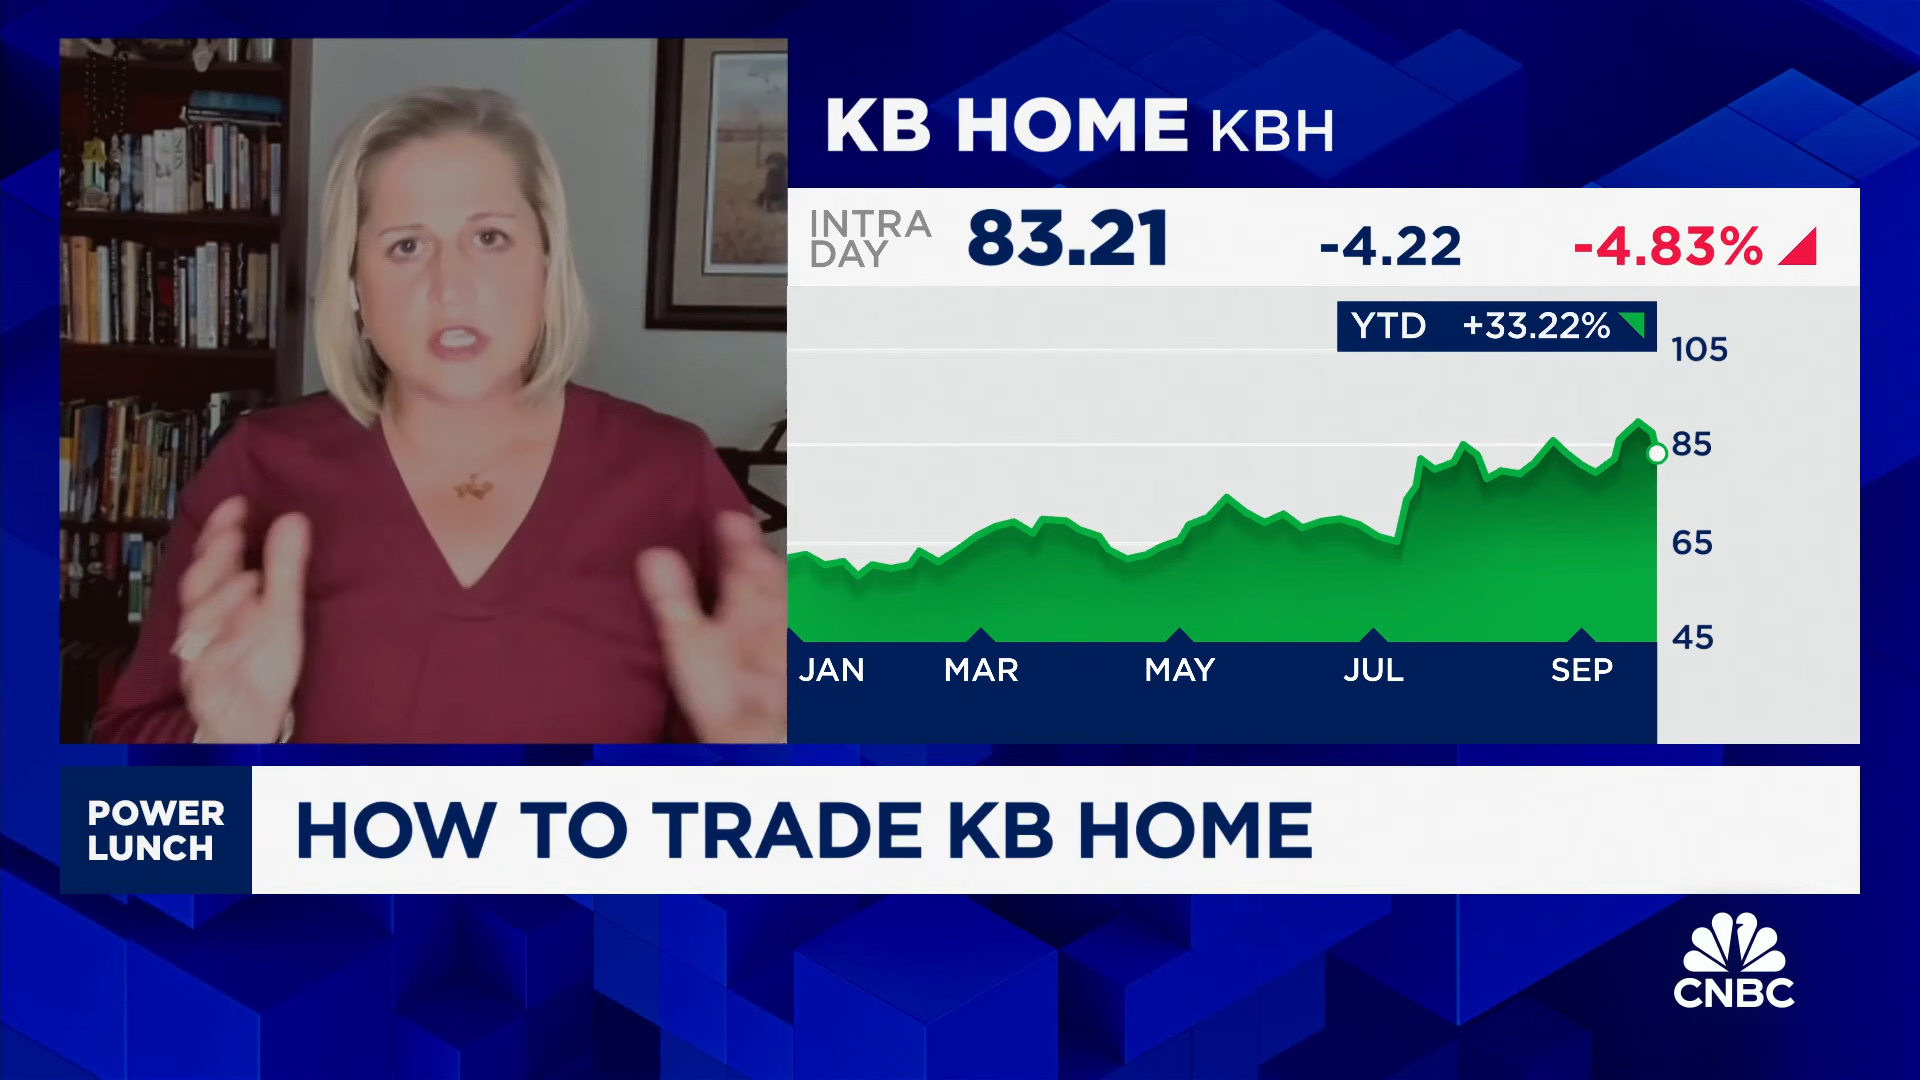 KB HOME KBH
INTRA DAY 83.21 -4.22 -4.83%
YTD +33.22%
105
85
65
45
JAN MAR MAY JUL SEP
POWER LUNCH
HOW TO TRADE KB HOME
CNBC